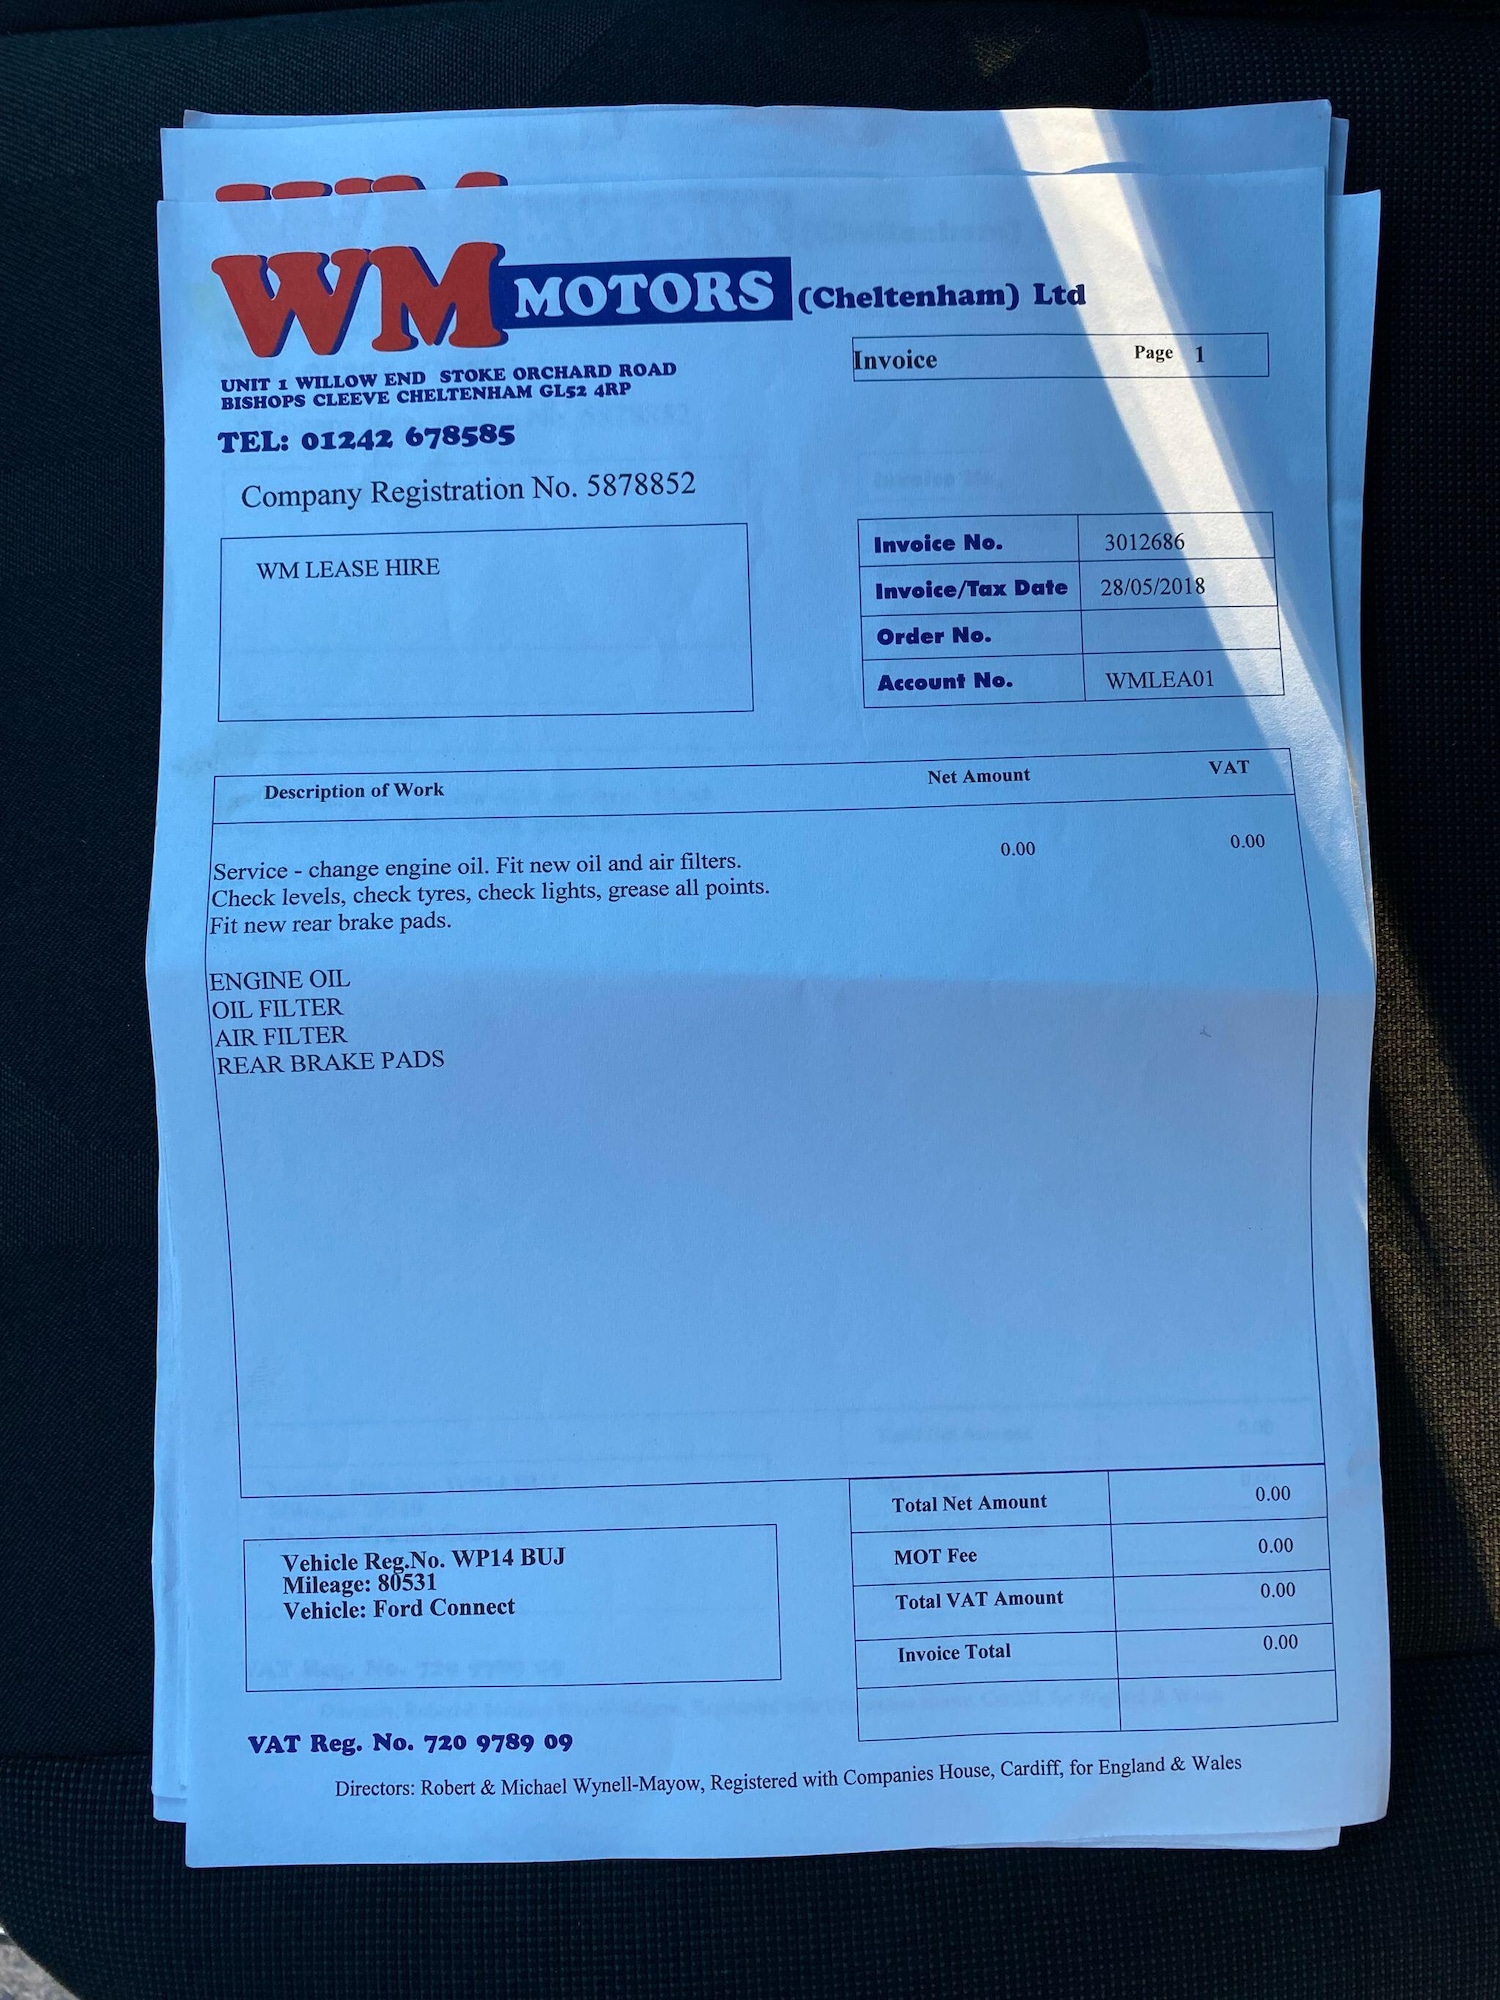 WM MOTORS (Cheltenham) Ltd
UNIT 1 WILLOW END STOKE ORCHARD ROAD
BISHOPS CLEEVE CHELTENHAM GL52 4RP
TEL: 01242 678585
Company Registration No. 5878852
Invoice Page 1
WM LEASE HIRE
Invoice No. 3012686
Invoice/Tax Date 28/05/2018
Order No.
Account No. WMLEA01
Description of Work Net Amount VAT
Service - change engine oil. Fit new oil and air filters. 0.00 0.00
Check levels, check tyres, check lights, grease all points.
Fit new rear brake pads.
ENGINE OIL
OIL FILTER
AIR FILTER
REAR BRAKE PADS
Total Net Amount 0.00
MOT Fee 0.00
Total VAT Amount 0.00
Invoice Total 0.00
Vehicle Reg.No. WP14 BUJ
Mileage: 80531
Vehicle: Ford Connect
VAT Reg. No. 720 9789 09
Directors: Robert & Michael Wynell-Mayow, Registered with Companies House, Cardiff, for England & Wales